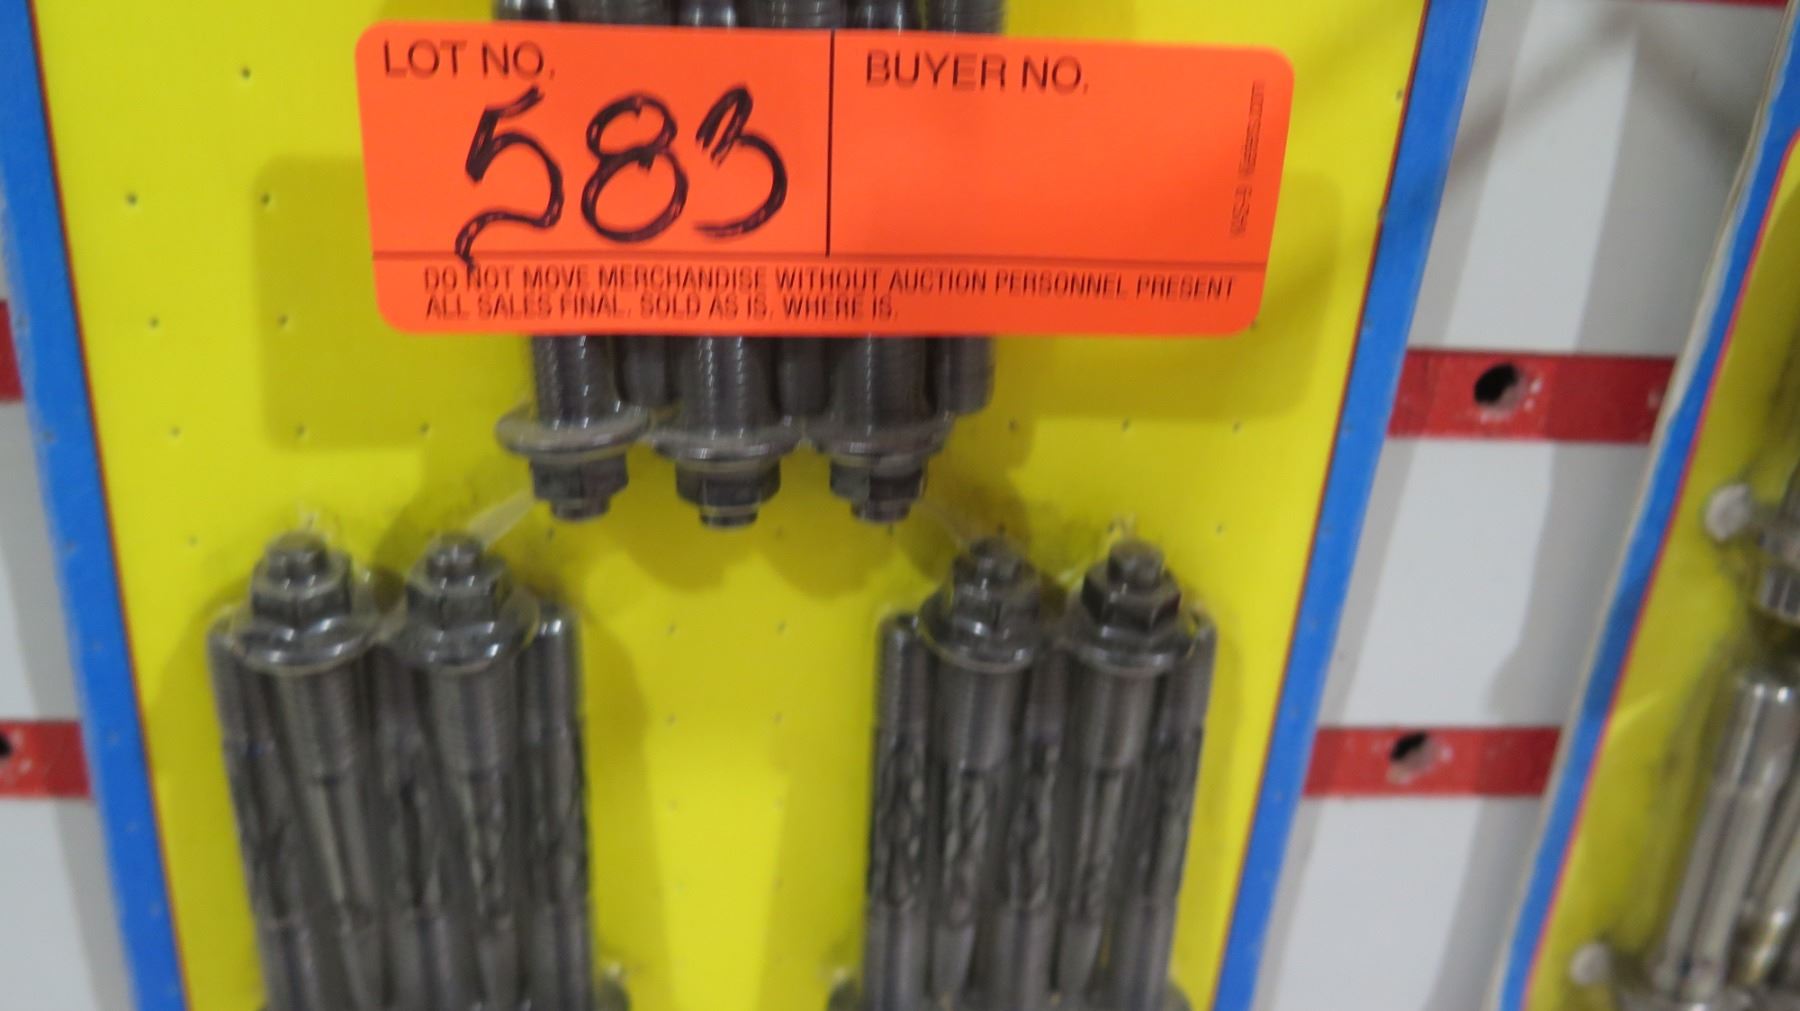 LOT NO.
BUYER NO.
583
DO NOT MOVE MERCHANDISE WITHOUT AUCTION PERSONNEL PRESENT
ALL SALES FINAL. SOLD AS IS, WHERE IS.